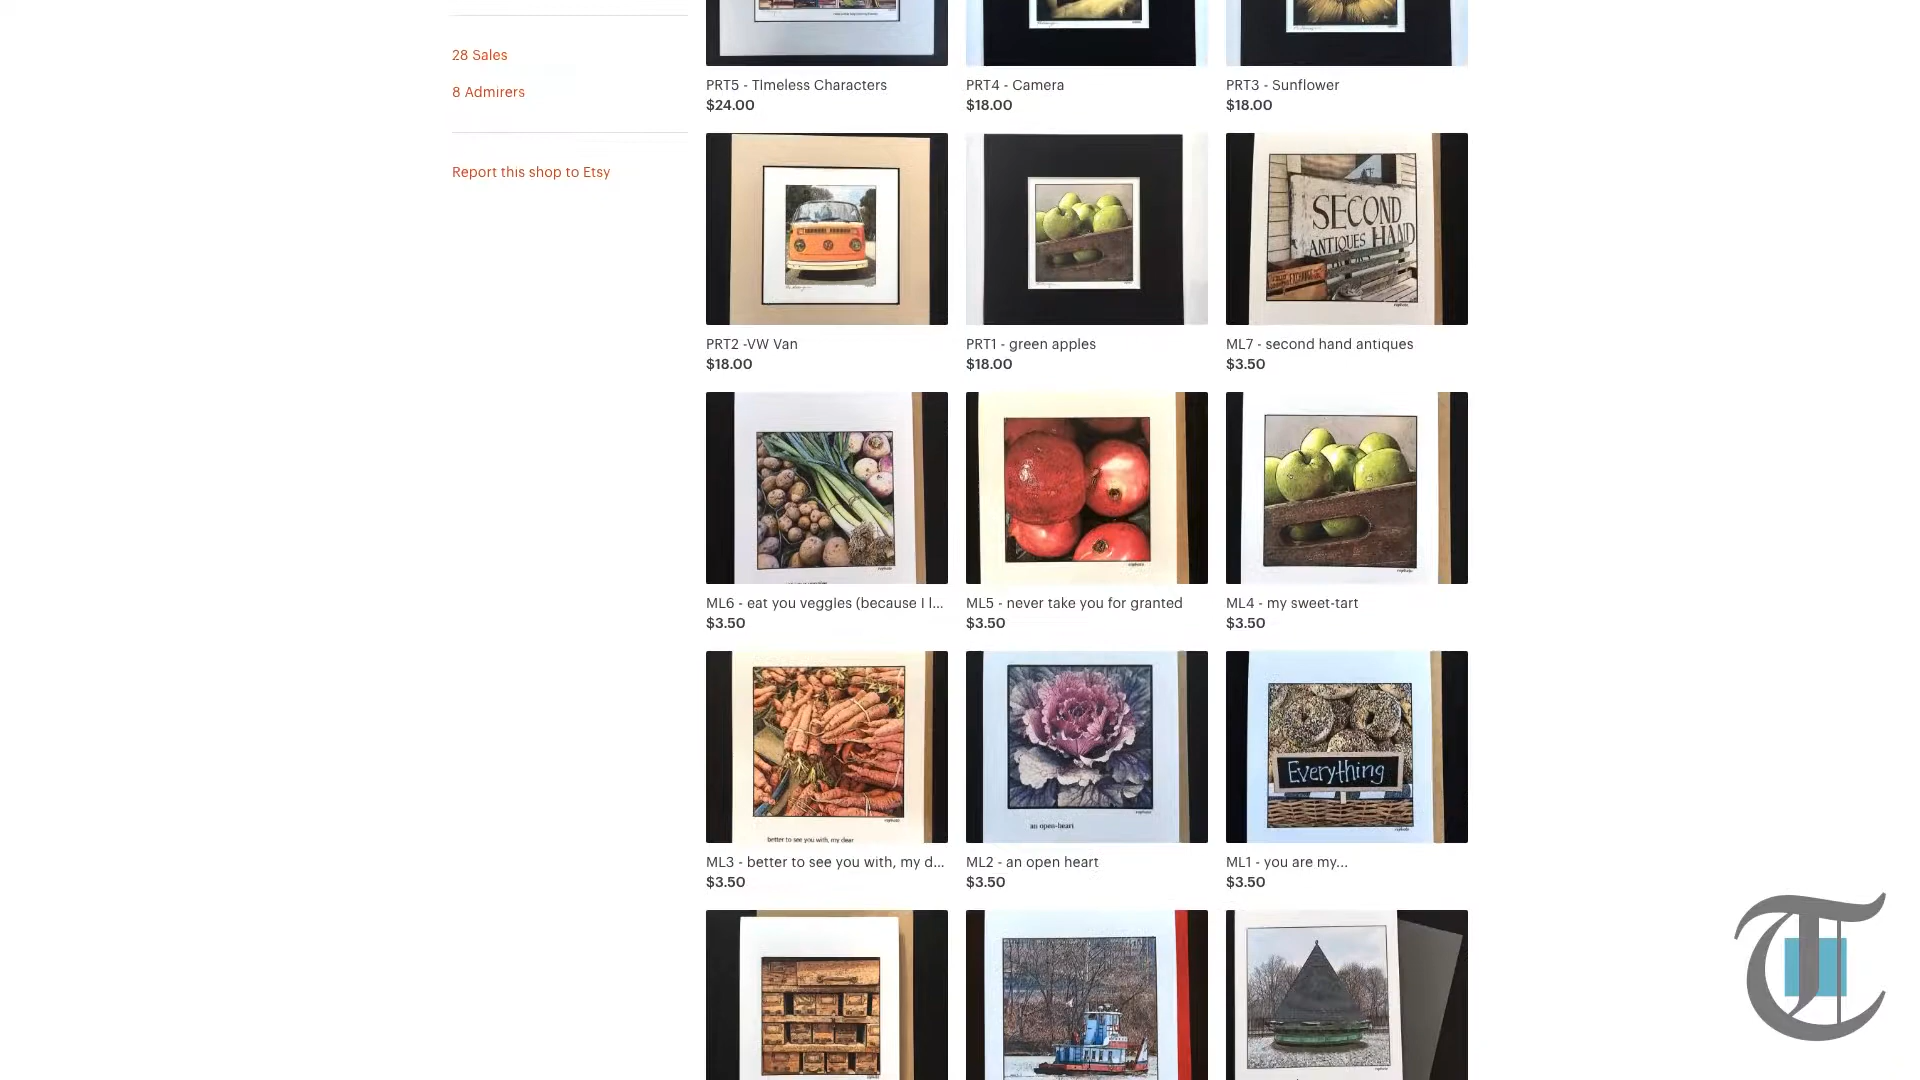 28 Sales
8 Admirers
Report this shop to Etsy
PRT5 - TImeless Characters
$24.00
PRT4 - Camera
$18.00
PRT3 - Sunflower
$18.00
SECOND
ANTIQUES HAND
PRT2 -VW Van
$18.00
PRT1 - green apples
$18.00
ML7 - second hand antiques
$3.50
ML6 - eat you veggies (because I l...
$3.50
ML5 - never take you for granted
$3.50
ML4 - my sweet-tart
$3.50
better to see you with, my dear
an open-heart
Everything
ML3 - better to see you with, my d...
$3.50
ML2 - an open heart
$3.50
ML1 - you are my...
$3.50
T